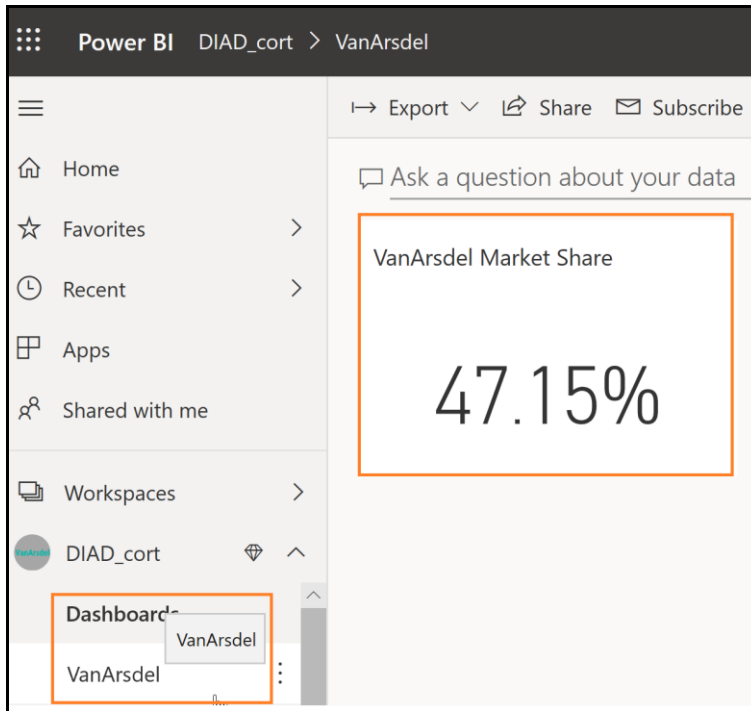 Power BI DIAD_cort > VanArsdel
Export Share Subscribe
Home
Favorites
Recent
Apps
Shared with me
Workspaces
VanArsdel DIAD_cort
Dashboards
VanArsdel
VanArsdel
Ask a question about your data
VanArsdel Market Share
47.15%